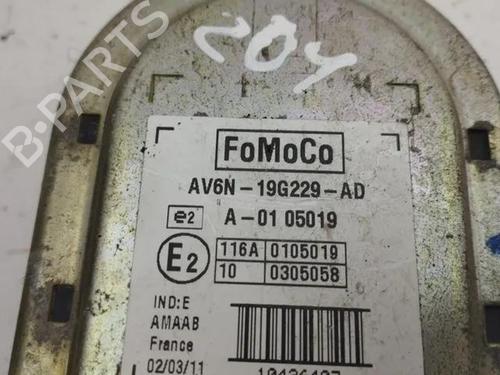 204
B-PARTS
FoMoCo
AV6N-19G229-AD
e2 A-01 05019
E2 116A 0105019
10 0305058
IND:E
AMAAB
France
02/03/11